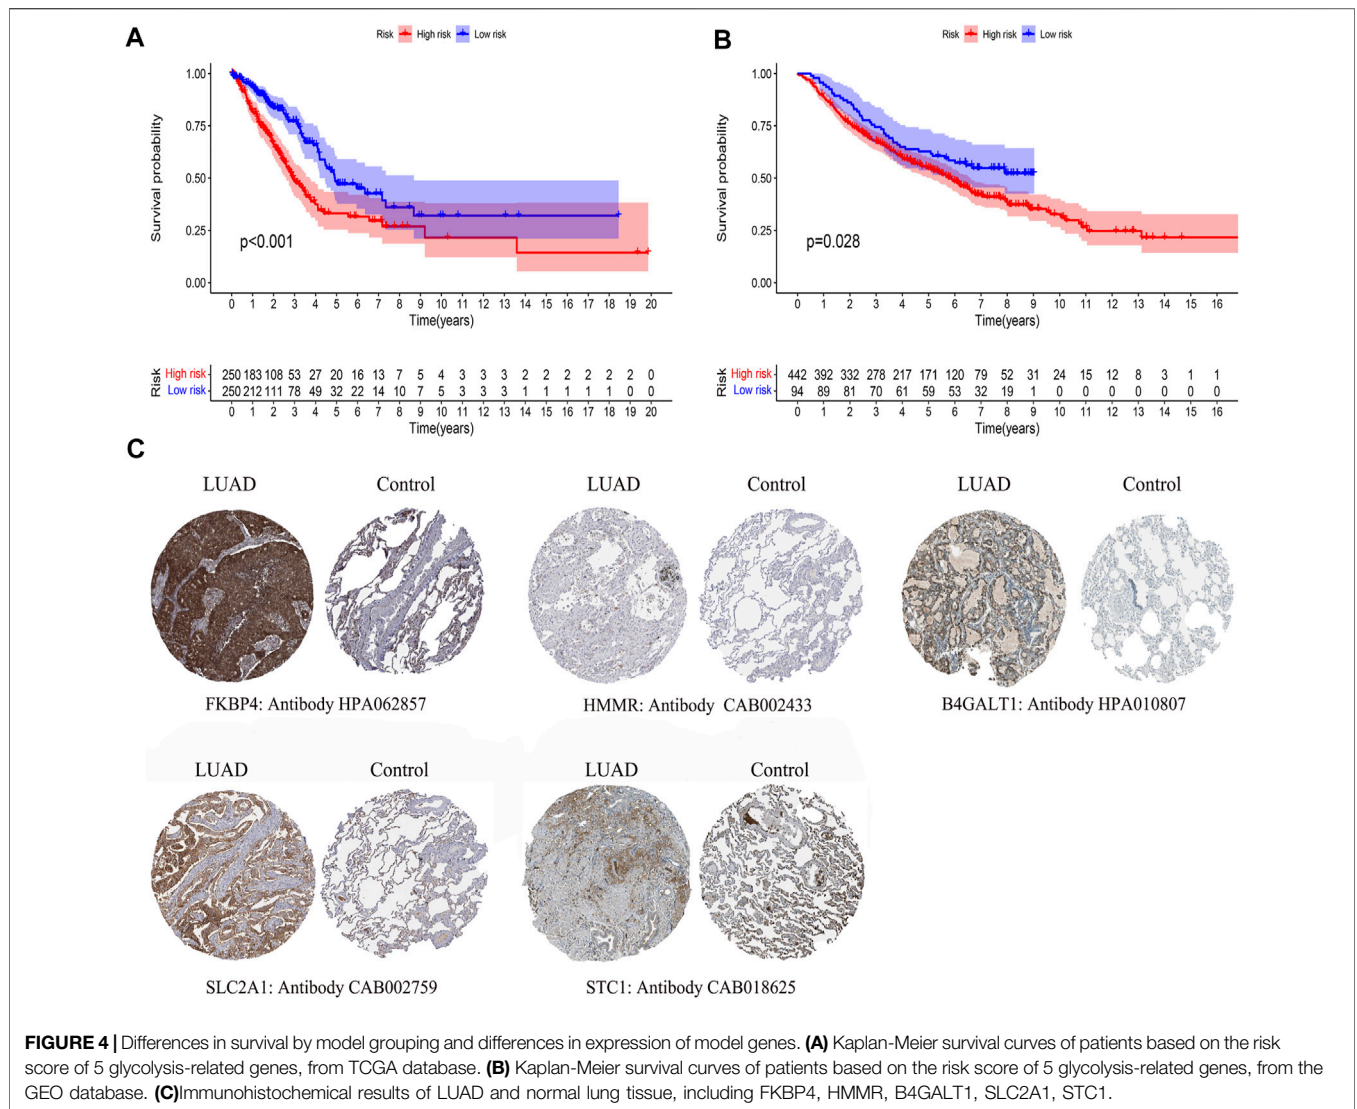 A
Risk High risk Low risk
Survival probability
1.00
0.75
0.50
0.25
0.00
p<0.001
0 1 2 3 4 5 6 7 8 9 10 11 12 13 14 15 16 17 18 19 20
Time(years)
Risk
High risk 250 183 108 53 27 20 16 13 7 5 4 3 3 3 2 2 2 2 2 2 0
Low risk 250 212 111 78 49 32 22 14 10 7 5 3 3 3 1 1 1 1 1 0 0
0 1 2 3 4 5 6 7 8 9 10 11 12 13 14 15 16 17 18 19 20
Time(years)
B
Risk High risk Low risk
Survival probability
1.00
0.75
0.50
0.25
0.00
p=0.028
0 1 2 3 4 5 6 7 8 9 10 11 12 13 14 15 16
Time(years)
Risk
High risk 442 392 332 278 217 171 120 79 52 31 24 15 12 8 3 1 1
Low risk 94 89 81 70 61 59 53 32 19 1 0 0 0 0 0 0 0
0 1 2 3 4 5 6 7 8 9 10 11 12 13 14 15 16
Time(years)
C
LUAD Control LUAD Control LUAD Control
FKBP4: Antibody HPA062857 HMMR: Antibody CAB002433 B4GALT1: Antibody HPA010807
LUAD Control LUAD Control
SLC2A1: Antibody CAB002759 STC1: Antibody CAB018625
FIGURE 4 | Differences in survival by model grouping and differences in expression of model genes. (A) Kaplan-Meier survival curves of patients based on the risk
score of 5 glycolysis-related genes, from TCGA database. (B) Kaplan-Meier survival curves of patients based on the risk score of 5 glycolysis-related genes, from the
GEO database. (C)Immunohistochemical results of LUAD and normal lung tissue, including FKBP4, HMMR, B4GALT1, SLC2A1, STC1.